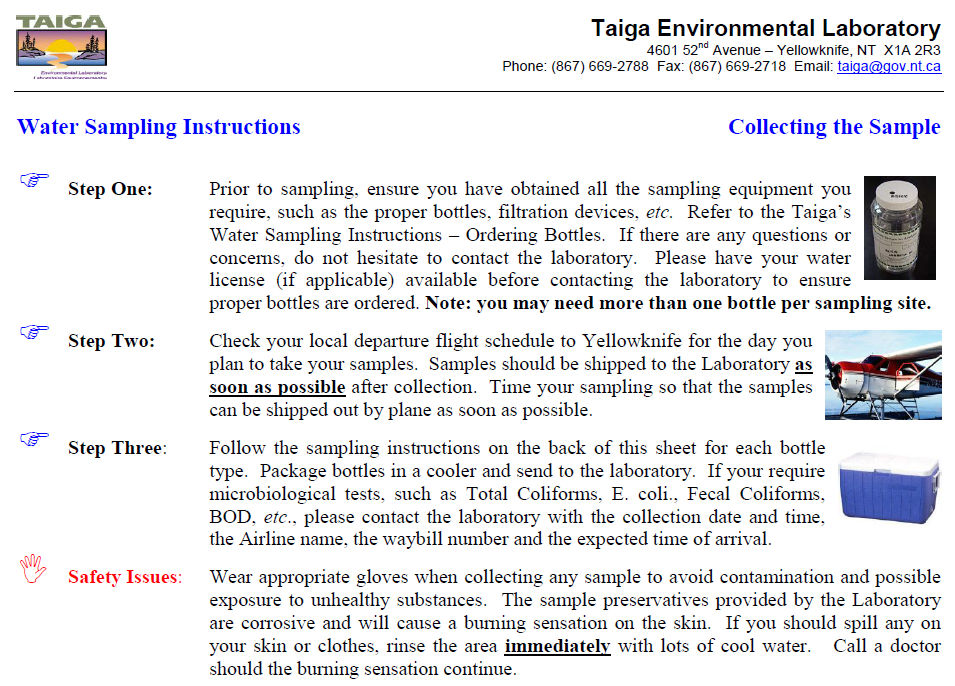 TAIGA
Environmental Laboratory
Taiga Environmental Laboratory
4601 52nd Avenue – Yellowknife, NT  X1A 2R3
Phone: (867) 669-2788  Fax: (867) 669-2718  Email: taiga@gov.nt.ca
Water Sampling Instructions
Collecting the Sample
Step One:
Prior to sampling, ensure you have obtained all the sampling equipment you
require, such as the proper bottles, filtration devices, etc.  Refer to the Taiga’s
Water Sampling Instructions – Ordering Bottles.  If there are any questions or
concerns, do not hesitate to contact the laboratory.  Please have your water
license (if applicable) available before contacting the laboratory to ensure
proper bottles are ordered. Note: you may need more than one bottle per sampling site.
Step Two:
Check your local departure flight schedule to Yellowknife for the day you
plan to take your samples.  Samples should be shipped to the Laboratory as
soon as possible after collection.  Time your sampling so that the samples
can be shipped out by plane as soon as possible.
Step Three:
Follow the sampling instructions on the back of this sheet for each bottle
type.  Package bottles in a cooler and send to the laboratory.  If your require
microbiological tests, such as Total Coliforms, E. coli., Fecal Coliforms,
BOD, etc., please contact the laboratory with the collection date and time,
the Airline name, the waybill number and the expected time of arrival.
Safety Issues:
Wear appropriate gloves when collecting any sample to avoid contamination and possible
exposure to unhealthy substances.  The sample preservatives provided by the Laboratory
are corrosive and will cause a burning sensation on the skin.  If you should spill any on
your skin or clothes, rinse the area immediately with lots of cool water.   Call a doctor
should the burning sensation continue.